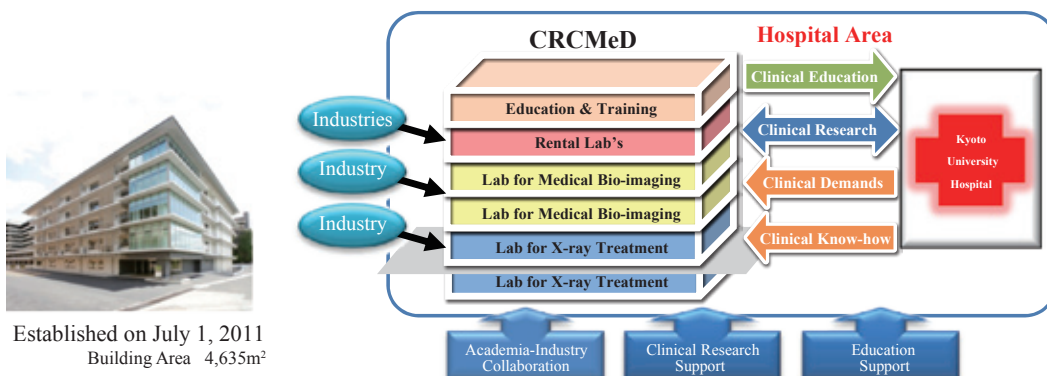 CRCMeD
Hospital Area
Education & Training
Rental Lab's
Lab for Medical Bio-imaging
Lab for Medical Bio-imaging
Lab for X-ray Treatment
Lab for X-ray Treatment
Industries
Industry
Industry
Clinical Education
Clinical Research
Clinical Demands
Clinical Know-how
Kyoto
University
Hospital
Established on July 1, 2011
Building Area 4,635m²
Academia-Industry
Collaboration
Clinical Research
Support
Education
Support